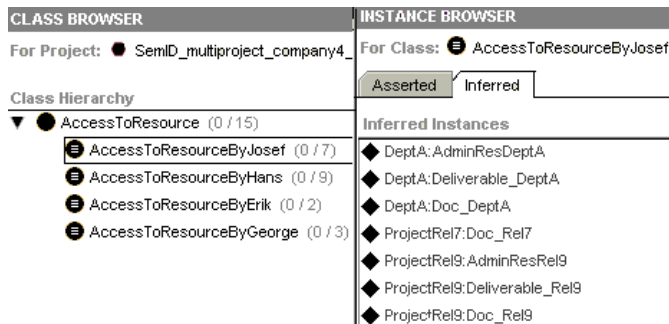 CLASS BROWSER
For Project: SemID_multiproject_company4_
Class Hierarchy
AccessToResource (0 / 15)
AccessToResourceByJosef (0 / 7)
AccessToResourceByHans (0 / 9)
AccessToResourceByErik (0 / 2)
AccessToResourceByGeorge (0 / 3)
INSTANCE BROWSER
For Class: AccessToResourceByJosef
Asserted Inferred
Inferred Instances
DeptA:AdminResDeptA
DeptA:Deliverable_DeptA
DeptA:Doc_DeptA
ProjectRel7:Doc_Rel7
ProjectRel9:AdminResRel9
ProjectRel9:Deliverable_Rel9
ProjectRel9:Doc_Rel9